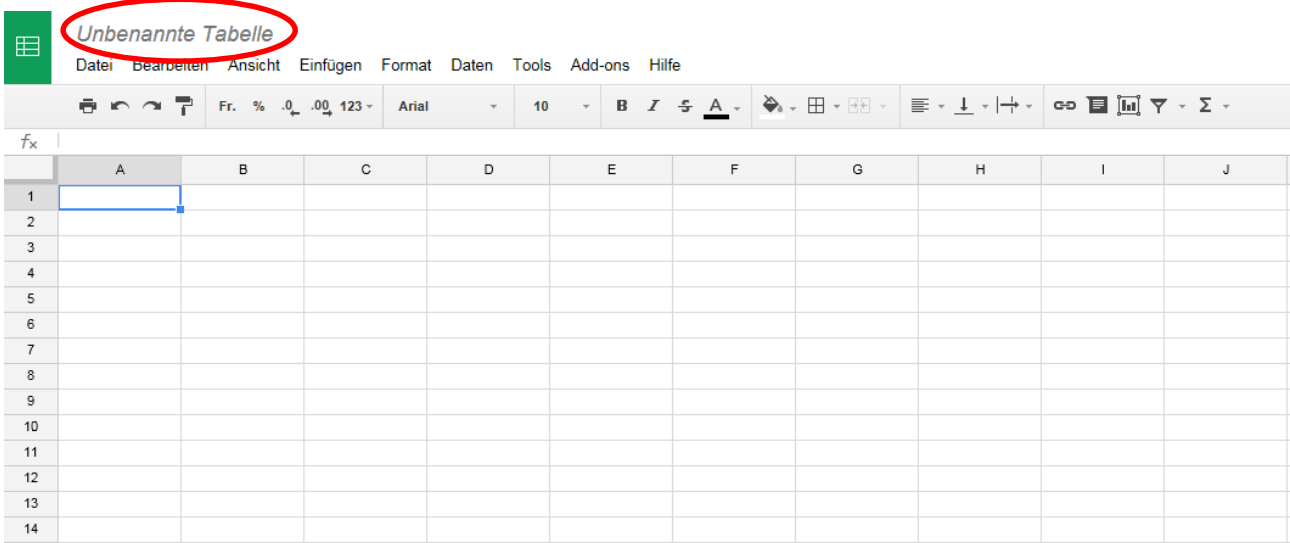 Unbenannte Tabelle
Datei Bearbeiten Ansicht Einfügen Format Daten Tools Add-ons Hilfe
Fr. % .0 .00 123 Arial 10 B I S A Σ
fx
A B C D E F G H I J
1
2
3
4
5
6
7
8
9
10
11
12
13
14